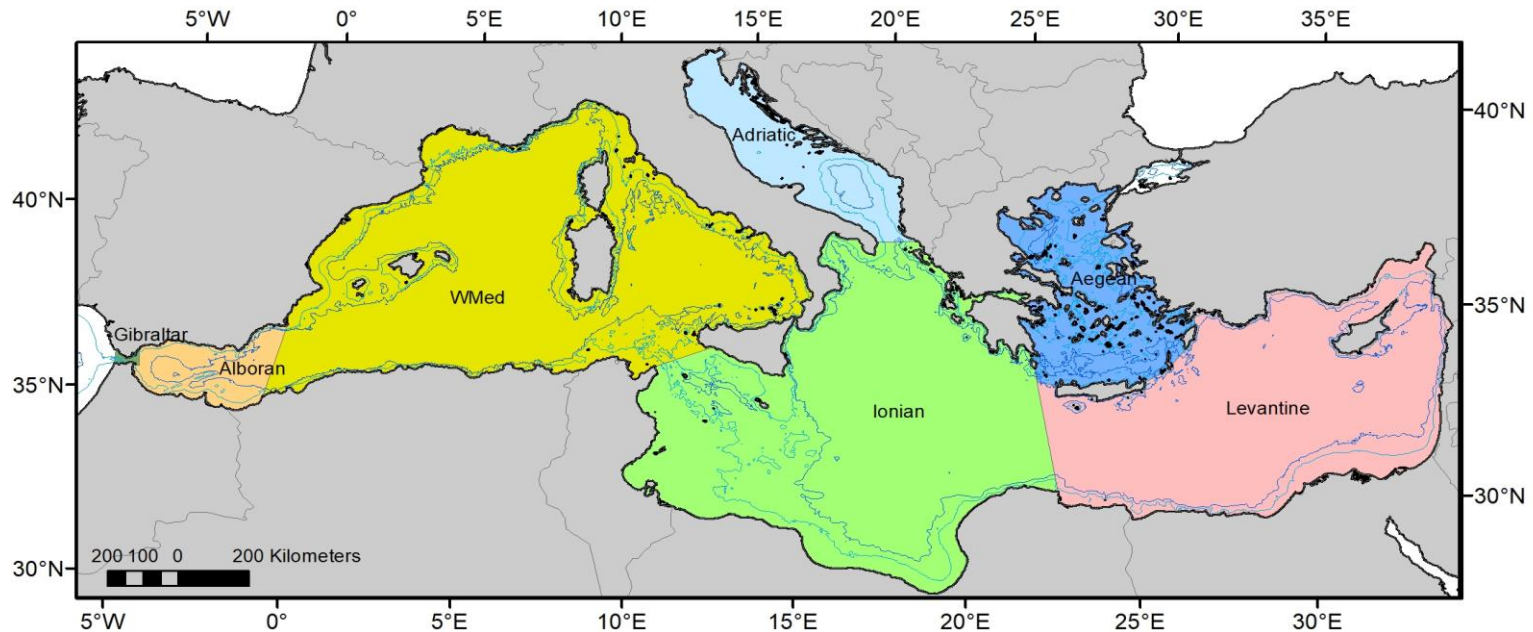 5°W 0° 5°E 10°E 15°E 20°E 25°E 30°E 35°E
40°N
Adriatic
40°N
Aegean
35°N
WMed
Gibraltar
Alboran
35°N
Ionian
Levantine
30°N
200 100 0 200 Kilometers
30°N
5°W 0° 5°E 10°E 15°E 20°E 25°E 30°E